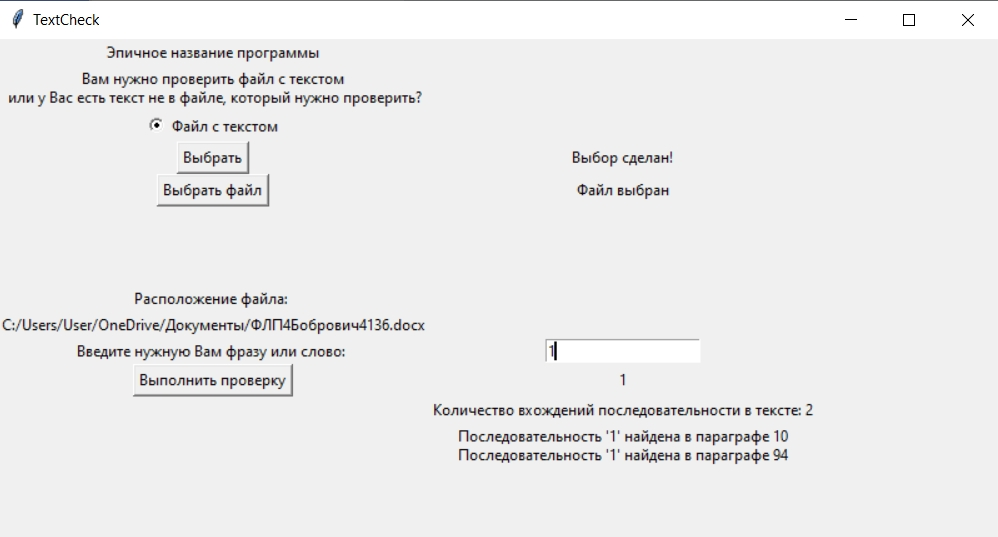 TextCheck
Эпичное название программы
Вам нужно проверить файл с текстом
или у Вас есть текст не в файле, который нужно проверить?
Файл с текстом
Выбрать
Выбор сделан!
Выбрать файл
Файл выбран
Расположение файла:
C:/Users/User/OneDrive/Документы/ФЛП4Бобрович4136.docx
Введите нужную Вам фразу или слово:
1
Выполнить проверку
1
Количество вхождений последовательности в тексте: 2
Последовательность '1' найдена в параграфе 10
Последовательность '1' найдена в параграфе 94